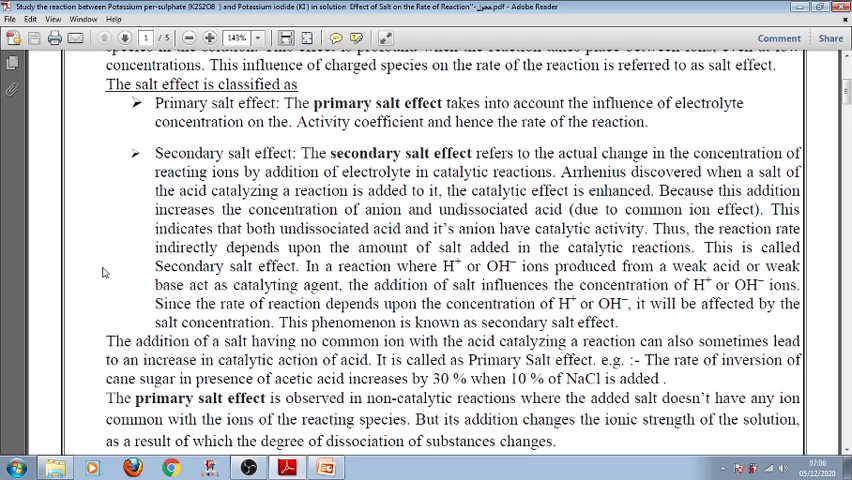 Study the reaction between Potassium per-sulphate [K2S2O8 ] and Potassium iodide (KI ) in solution Effect of Salt on the Rate of Reaction"-محول.pdf - Adobe Reader
File Edit View Window Help
1 / 5 143% Comment Share
concentrations. This influence of charged species on the rate of the reaction is referred to as salt effect.
The salt effect is classified as
➢ Primary salt effect: The primary salt effect takes into account the influence of electrolyte
concentration on the. Activity coefficient and hence the rate of the reaction.
➢ Secondary salt effect: The secondary salt effect refers to the actual change in the concentration of
reacting ions by addition of electrolyte in catalytic reactions. Arrhenius discovered when a salt of
the acid catalyzing a reaction is added to it, the catalytic effect is enhanced. Because this addition
increases the concentration of anion and undissociated acid (due to common ion effect). This
indicates that both undissociated acid and it's anion have catalytic activity. Thus, the reaction rate
indirectly depends upon the amount of salt added in the catalytic reactions. This is called
Secondary salt effect. In a reaction where H⁺ or OH⁻ ions produced from a weak acid or weak
base act as catalyting agent, the addition of salt influences the concentration of H⁺ or OH⁻ ions.
Since the rate of reaction depends upon the concentration of H⁺ or OH⁻, it will be affected by the
salt concentration. This phenomenon is known as secondary salt effect.
The addition of a salt having no common ion with the acid catalyzing a reaction can also sometimes lead
to an increase in catalytic action of acid. It is called as Primary Salt effect. e.g. :- The rate of inversion of
cane sugar in presence of acetic acid increases by 30 % when 10 % of NaCl is added .
The primary salt effect is observed in non-catalytic reactions where the added salt doesn't have any ion
common with the ions of the reacting species. But its addition changes the ionic strength of the solution,
as a result of which the degree of dissociation of substances changes.
07:06
05/12/2020